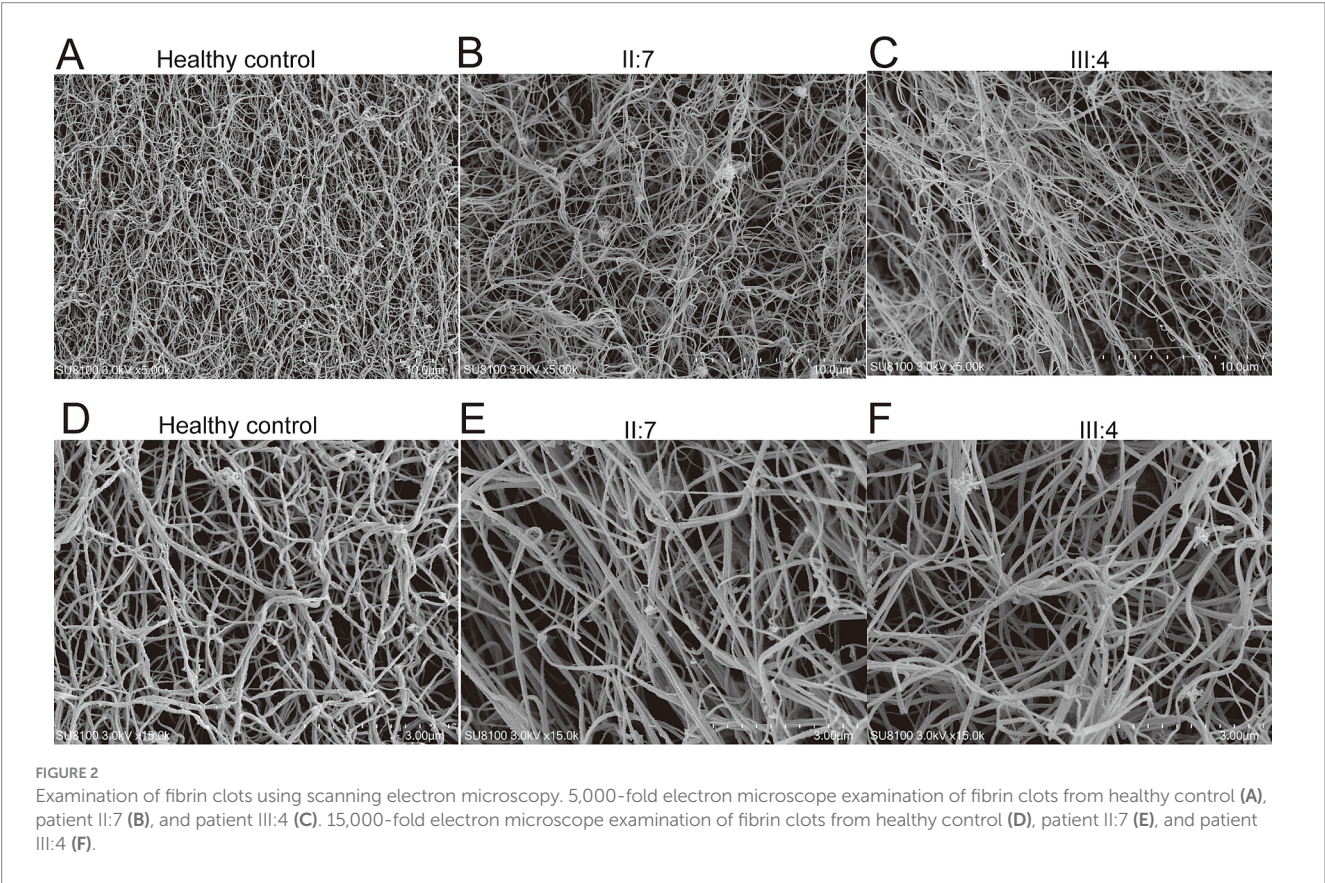 A Healthy control
B II:7
C III:4
SU8100 3.0kV x5.00k 10.0µm
SU8100 3.0kV x5.00k 10.0µm
SU8100 3.0kV x5.00k 10.0µm
D Healthy control
E II:7
F III:4
SU8100 3.0kV x15.0k 3.00µm
SU8100 3.0kV x15.0k 3.00µm
SU8100 3.0kV x15.0k 3.00µm
FIGURE 2
Examination of fibrin clots using scanning electron microscopy. 5,000-fold electron microscope examination of fibrin clots from healthy control (A),
patient II:7 (B), and patient III:4 (C). 15,000-fold electron microscope examination of fibrin clots from healthy control (D), patient II:7 (E), and patient
III:4 (F).